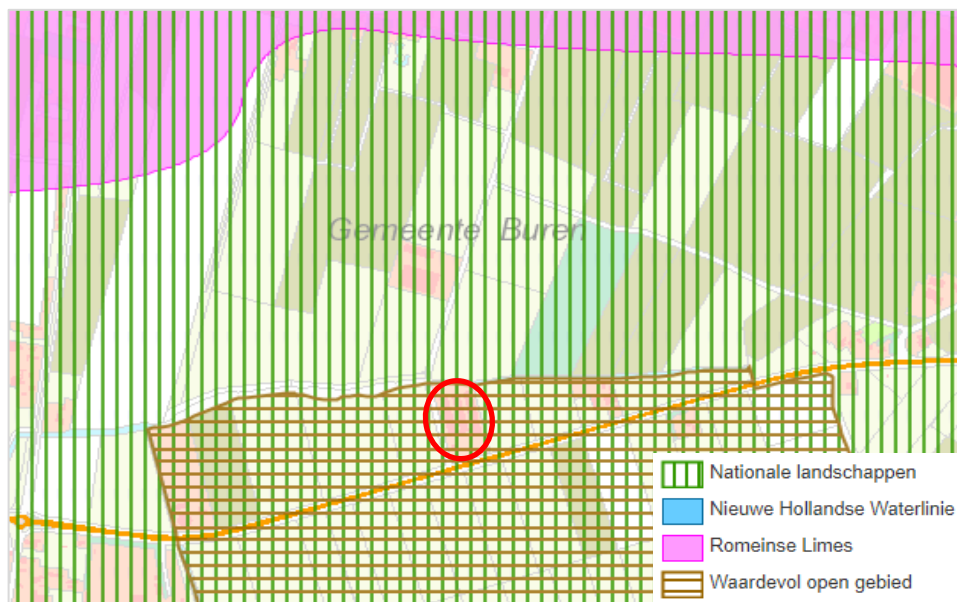 Gemeente Buren
Nationale landschappen
Nieuwe Hollandse Waterlinie
Romeinse Limes
Waardevol open gebied